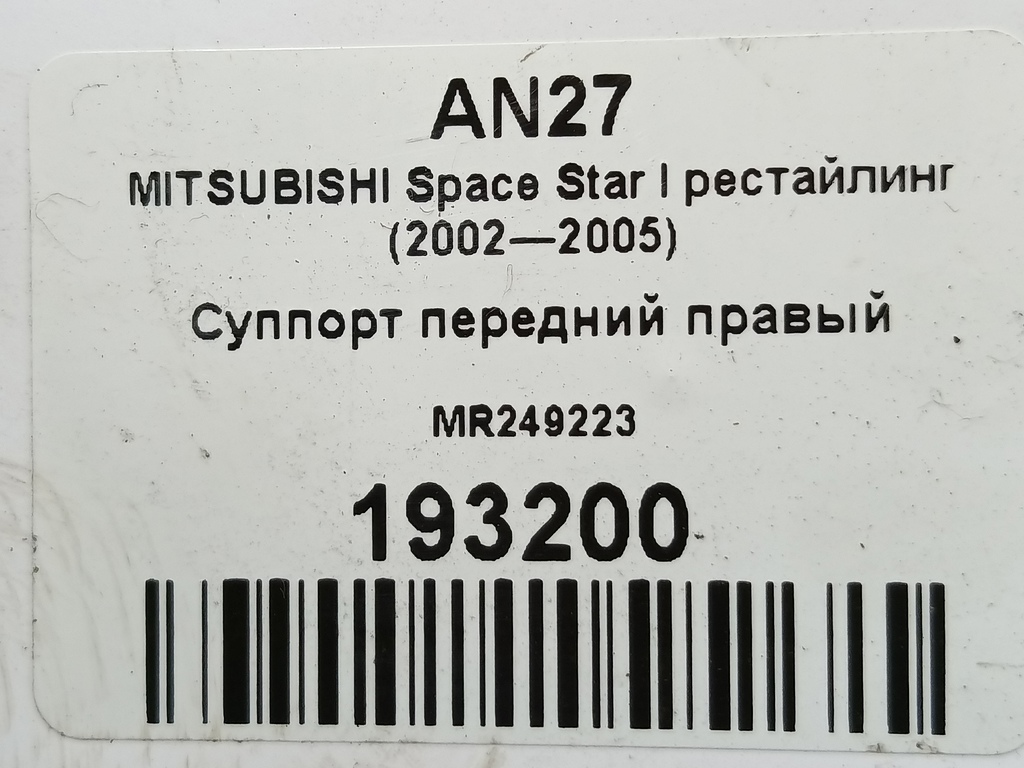 AN27
MITSUBISHI Space Star I рестайлинг
(2002—2005)
Суппорт передний правый
MR249223
193200